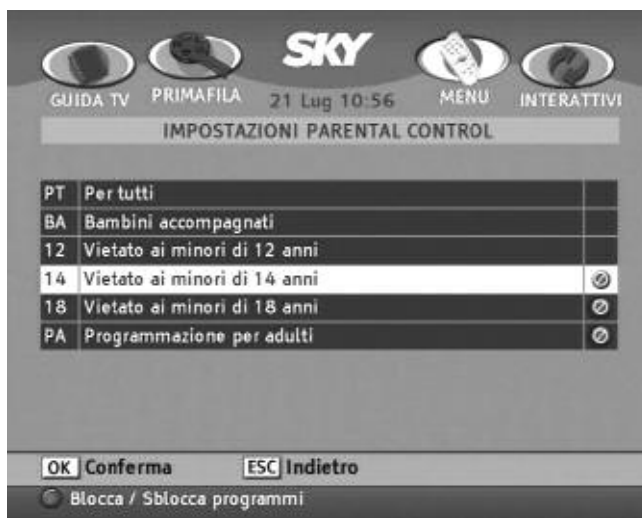 SKY
GUIDA TV PRIMAFILA 21 Lug 10:56 MENU INTERATTIVI
IMPOSTAZIONI PARENTAL CONTROL
PT Per tutti
BA Bambini accompagnati
12 Vietato ai minori di 12 anni
14 Vietato ai minori di 14 anni
18 Vietato ai minori di 18 anni
PA Programmazione per adulti
OK Conferma ESC Indietro
Blocca / Sblocca programmi